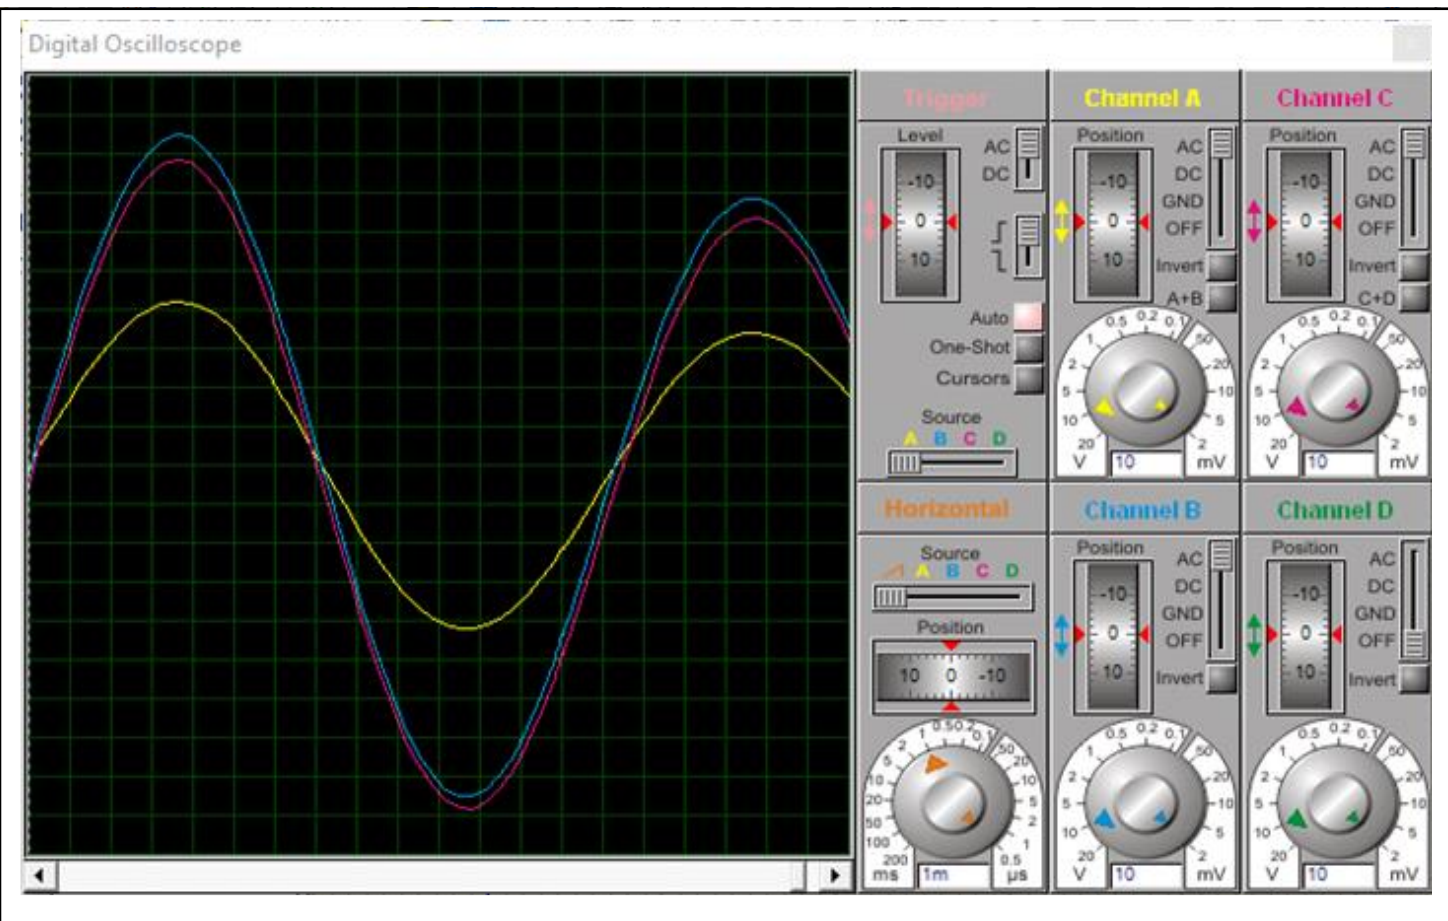 Digital Oscilloscope
Trigger
Level
AC
DC
-10
0
10
Auto
One-Shot
Cursors
Source
A B C D
Channel A
Position
AC
DC
GND
OFF
-10
0
10
Invert
A+B
20 10 5 2 1 0.5 0.2 0.1 50 20 10 5 2
V 10 mV
Channel C
Position
AC
DC
GND
OFF
-10
0
10
Invert
C+D
20 10 5 2 1 0.5 0.2 0.1 50 20 10 5 2
V 10 mV
Horizontal
Source
A B C D
Position
10 0 -10
200 100 50 20 10 5 2 1 0.5 0.2 0.1 50 20 10 5 2 1 0.5
ms 1m µs
Channel B
Position
AC
DC
GND
OFF
-10
0
10
Invert
20 10 5 2 1 0.5 0.2 0.1 50 20 10 5 2
V 10 mV
Channel D
Position
AC
DC
GND
OFF
-10
0
10
Invert
20 10 5 2 1 0.5 0.2 0.1 50 20 10 5 2
V 10 mV